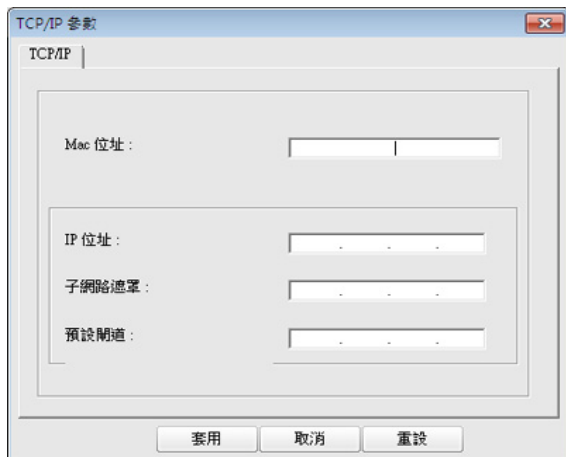 TCP/IP 參數
TCP/IP
Mac 位址 :
IP 位址 :
子網路遮罩 :
預設閘道 :
套用 取消 重設